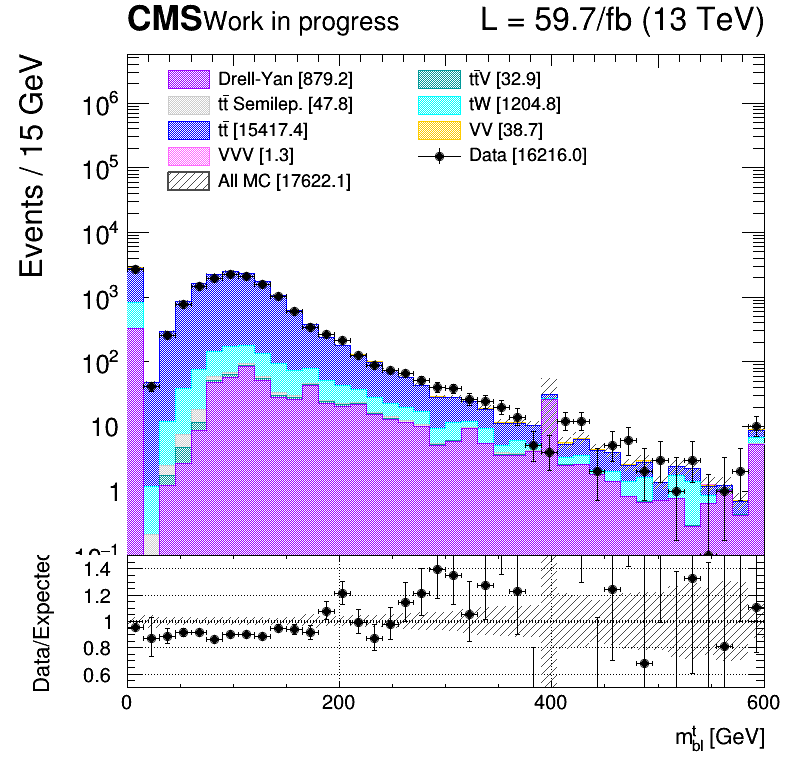 CMS Work in progress L = 59.7/fb (13 TeV)
Events / 15 GeV
Drell-Yan [879.2]
tt̄ Semilep. [47.8]
tt̄ [15417.4]
VVV [1.3]
All MC [17622.1]
tt̄V [32.9]
tW [1204.8]
VV [38.7]
Data [16216.0]
10⁶
10⁵
10⁴
10³
10²
10
1
10⁻¹
Data/Expected
1.4
1.2
1
0.8
0.6
0 200 400 600
m^t_bl [GeV]